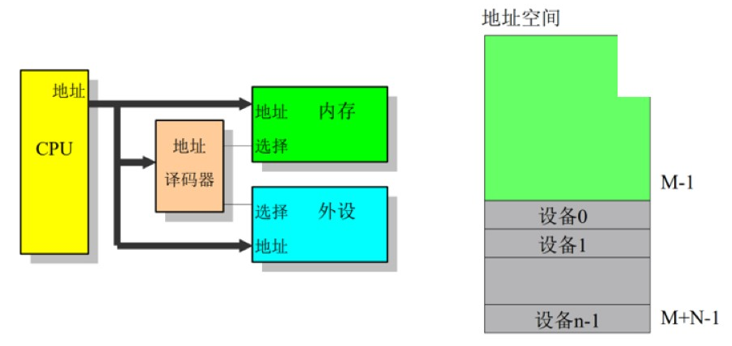 地址空间
地址
CPU
地址
译码器
地址 内存
选择
选择 外设
地址
M-1
设备0
设备1
设备n-1
M+N-1